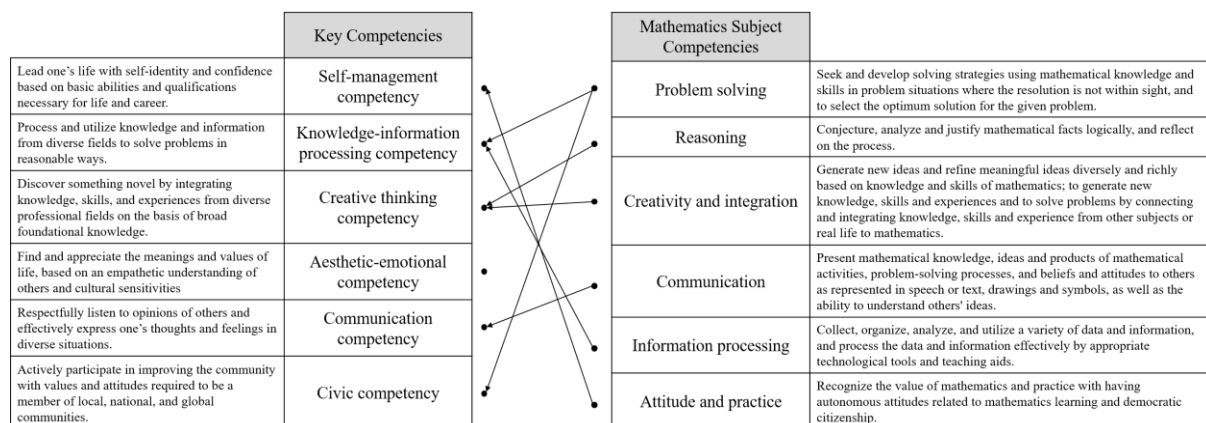 Key Competencies
Lead one's life with self-identity and confidence
based on basic abilities and qualifications
necessary for life and career.
Self-management
competency
Process and utilize knowledge and information
from diverse fields to solve problems in
reasonable ways.
Knowledge-information
processing competency
Discover something novel by integrating
knowledge, skills, and experiences from diverse
professional fields on the basis of broad
foundational knowledge.
Creative thinking
competency
Find and appreciate the meanings and values of
life, based on an empathetic understanding of
others and cultural sensitivities
Aesthetic-emotional
competency
Respectfully listen to opinions of others and
effectively express one's thoughts and feelings in
diverse situations.
Communication
competency
Actively participate in improving the community
with values and attitudes required to be a
member of local, national, and global
communities.
Civic competency
Mathematics Subject
Competencies
Problem solving
Seek and develop solving strategies using mathematical knowledge and
skills in problem situations where the resolution is not within sight, and
to select the optimum solution for the given problem.
Reasoning
Conjecture, analyze and justify mathematical facts logically, and reflect
on the process.
Creativity and integration
Generate new ideas and refine meaningful ideas diversely and richly
based on knowledge and skills of mathematics; to generate new
knowledge, skills and experiences and to solve problems by connecting
and integrating knowledge, skills and experience from other subjects or
real life to mathematics.
Communication
Present mathematical knowledge, ideas and products of mathematical
activities, problem-solving processes, and beliefs and attitudes to others
as represented in speech or text, drawings and symbols, as well as the
ability to understand others' ideas.
Information processing
Collect, organize, analyze, and utilize a variety of data and information,
and process the data and information effectively by appropriate
technological tools and teaching aids.
Attitude and practice
Recognize the value of mathematics and practice with having
autonomous attitudes related to mathematics learning and democratic
citizenship.